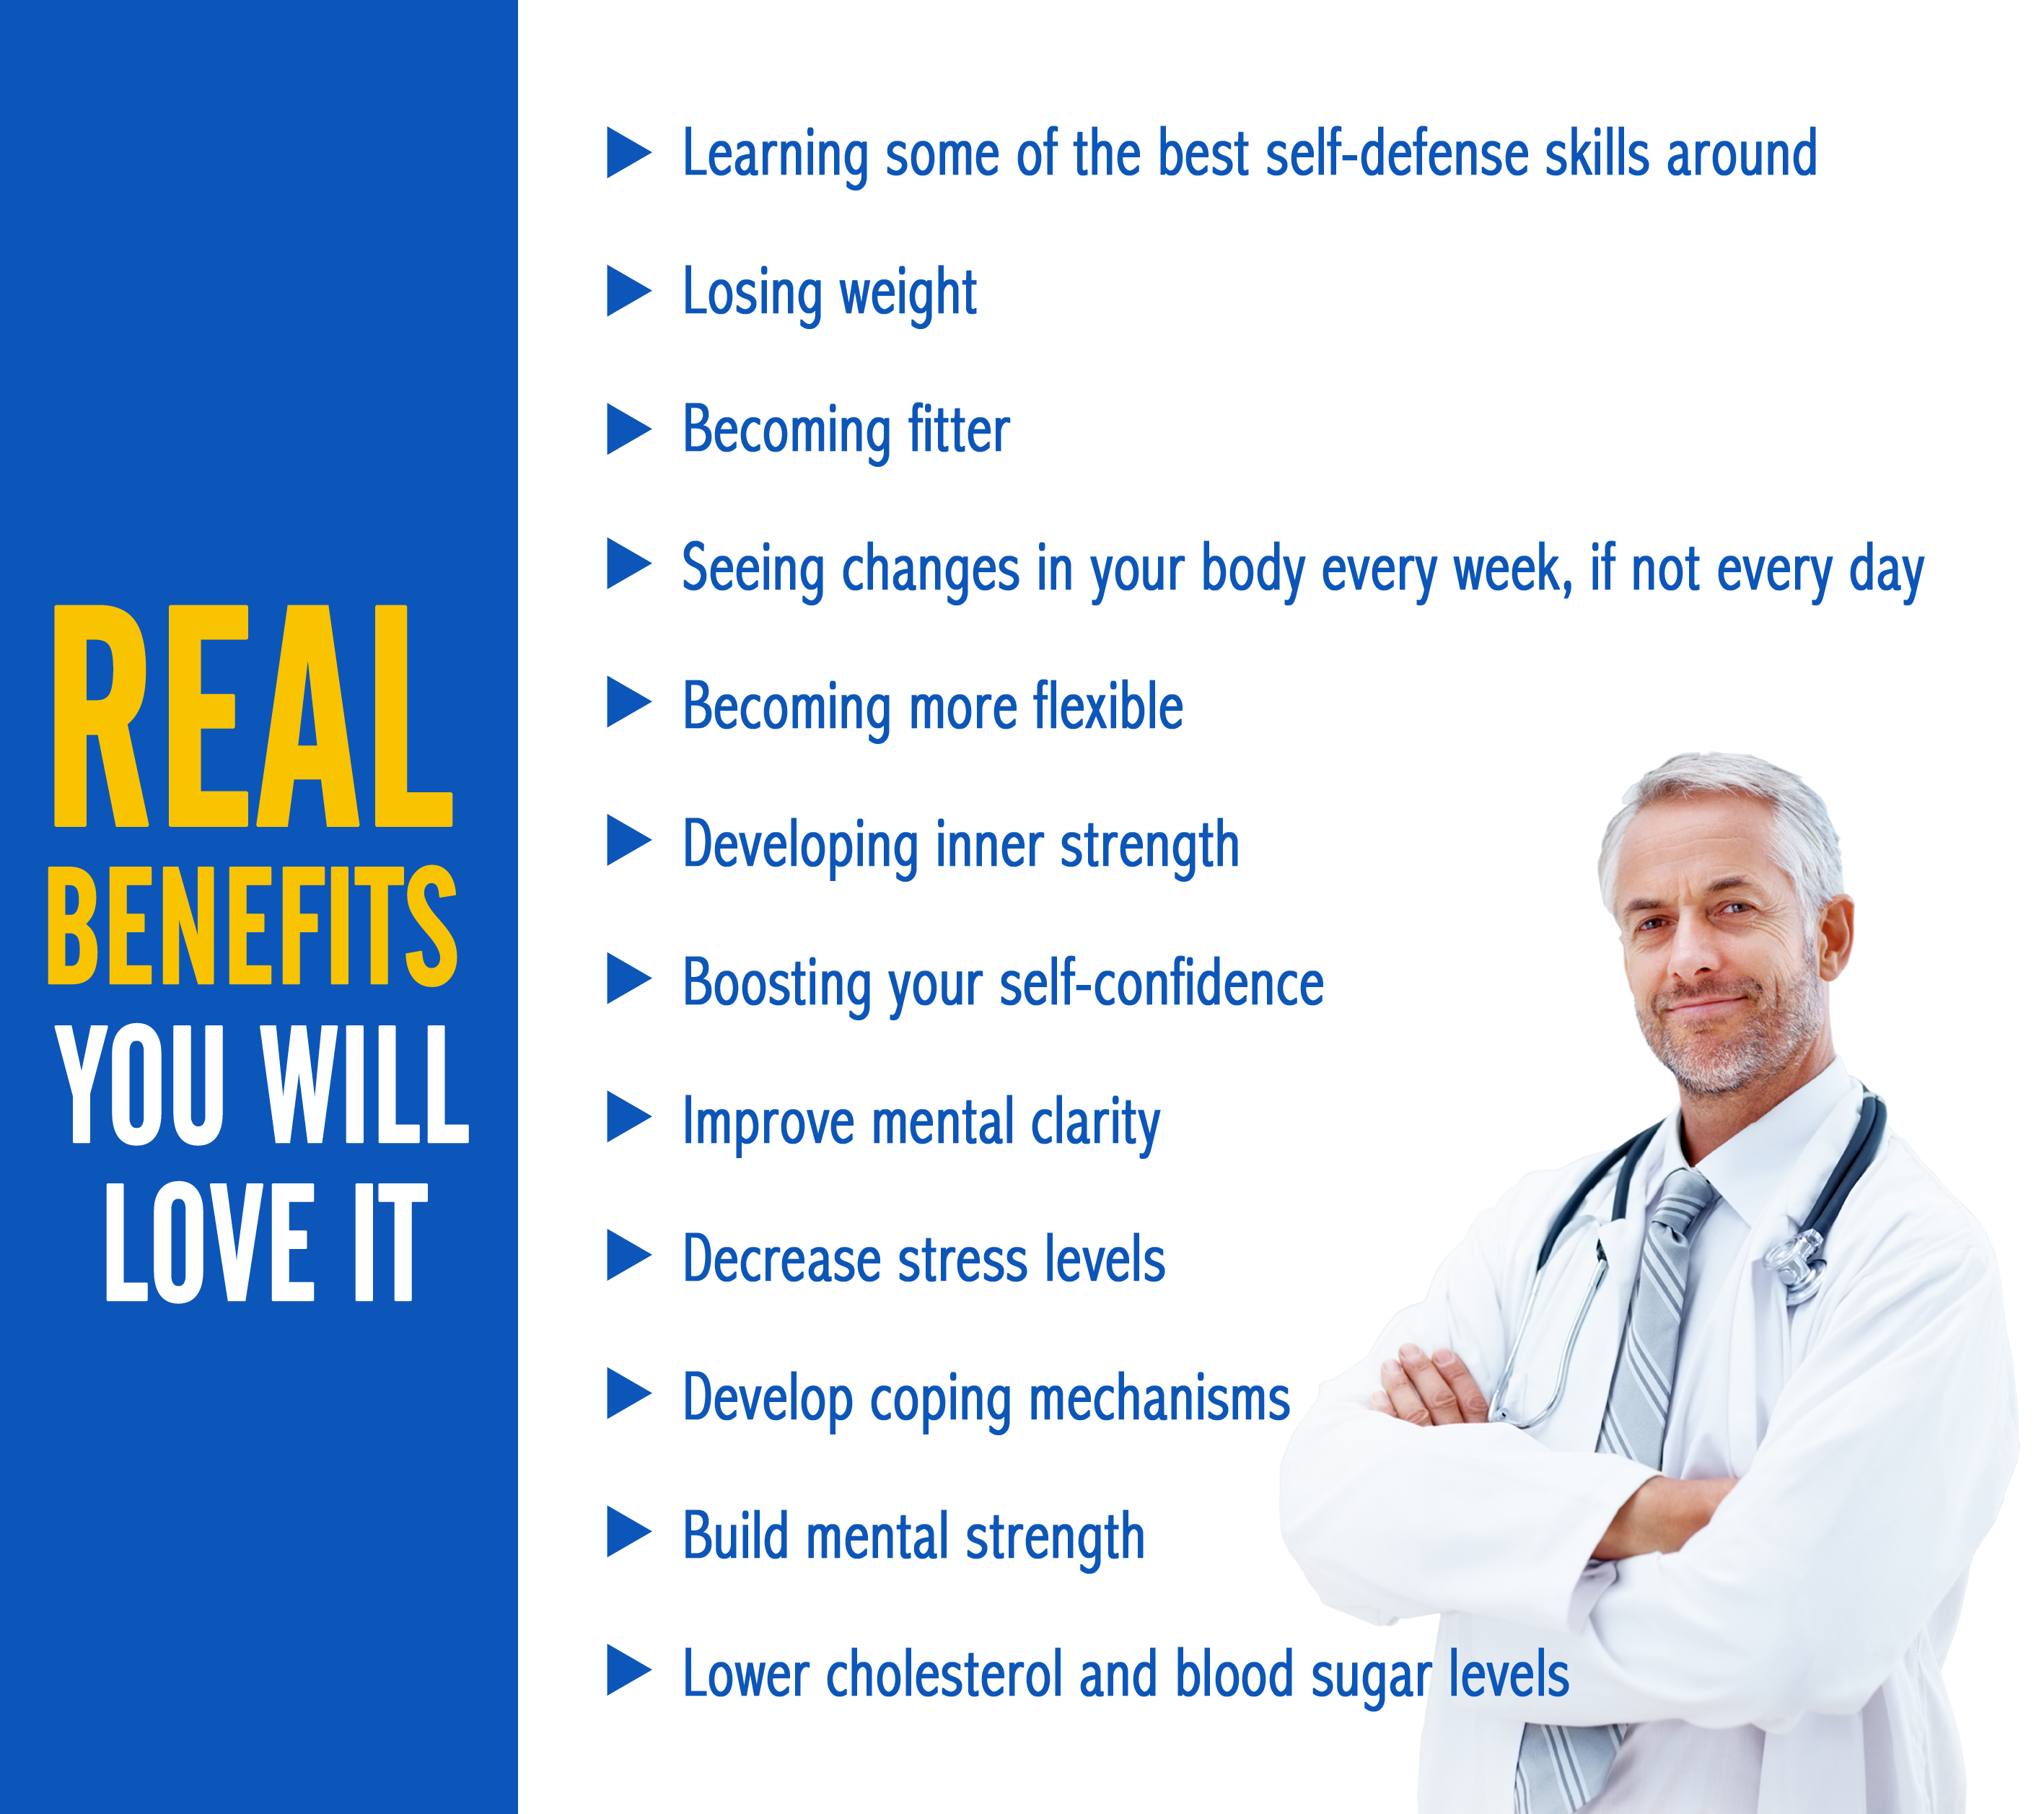 REAL
BENEFITS
YOU WILL
LOVE IT
Learning some of the best self-defense skills around
Losing weight
Becoming fitter
Seeing changes in your body every week, if not every day
Becoming more flexible
Developing inner strength
Boosting your self-confidence
Improve mental clarity
Decrease stress levels
Develop coping mechanisms
Build mental strength
Lower cholesterol and blood sugar levels